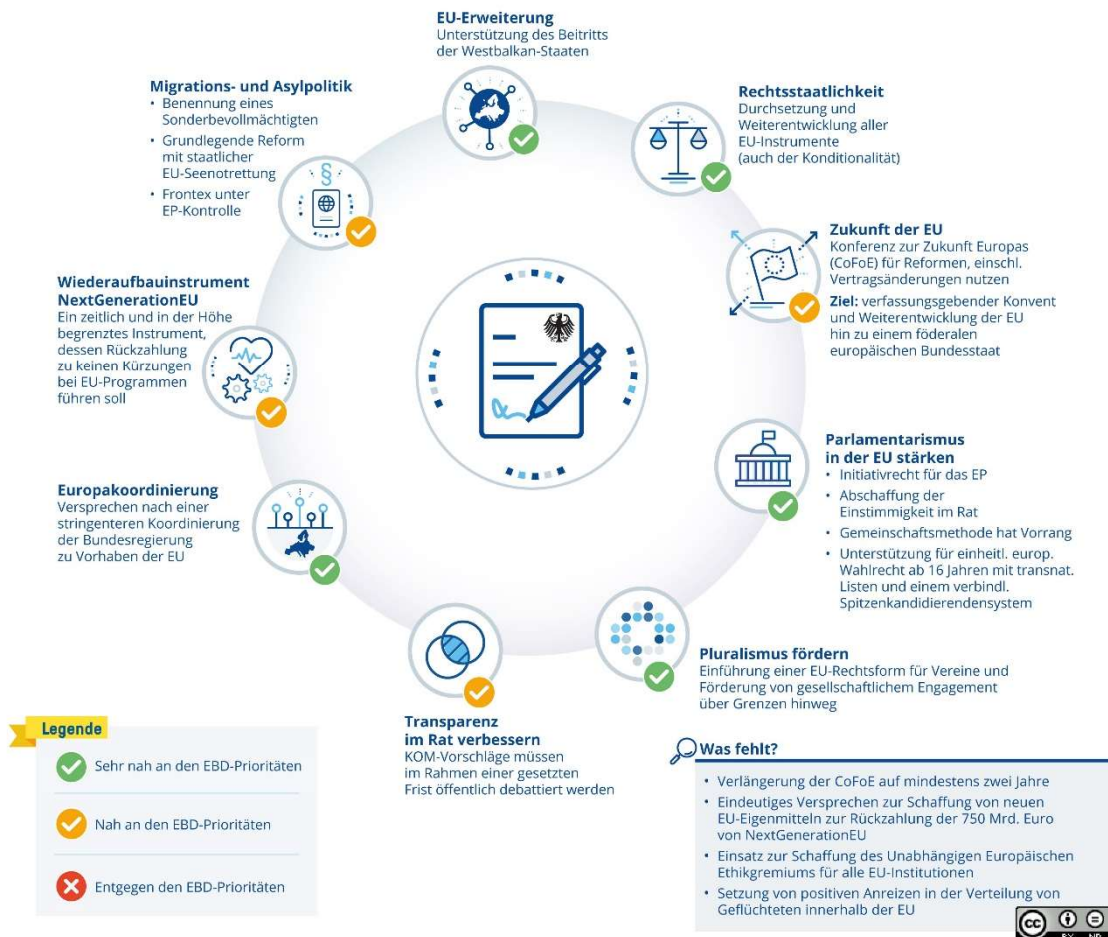 EU-Erweiterung
Unterstützung des Beitritts
der Westbalkan-Staaten
Rechtsstaatlichkeit
Durchsetzung und
Weiterentwicklung aller
EU-Instrumente
(auch der Konditionalität)
Zukunft der EU
Konferenz zur Zukunft Europas
(CoFoE) für Reformen, einschl.
Vertragsänderungen nutzen
Ziel: verfassungsgebender Konvent
und Weiterentwicklung der EU
hin zu einem föderalen
europäischen Bundesstaat
Parlamentarismus
in der EU stärken
• Initiativrecht für das EP
• Abschaffung der
Einstimmigkeit im Rat
• Gemeinschaftsmethode hat Vorrang
• Unterstützung für einheitl. europ.
Wahlrecht ab 16 Jahren mit transnat.
Listen und einem verbindl.
Spitzenkandidierendensystem
Pluralismus fördern
Einführung einer EU-Rechtsform für Vereine und
Förderung von gesellschaftlichem Engagement
über Grenzen hinweg
Transparenz
im Rat verbessern
KOM-Vorschläge müssen
im Rahmen einer gesetzten
Frist öffentlich debattiert werden
Europakoordinierung
Versprechen nach einer
stringenteren Koordinierung
der Bundesregierung
zu Vorhaben der EU
Wiederaufbauinstrument
NextGenerationEU
Ein zeitlich und in der Höhe
begrenztes Instrument,
dessen Rückzahlung
zu keinen Kürzungen
bei EU-Programmen
führen soll
Migrations- und Asylpolitik
• Benennung eines
Sonderbevollmächtigten
• Grundlegende Reform
mit staatlicher
EU-Seenotrettung
• Frontex unter
EP-Kontrolle
§
Legende
Sehr nah an den EBD-Prioritäten
Nah an den EBD-Prioritäten
Entgegen den EBD-Prioritäten
Was fehlt?
• Verlängerung der CoFoE auf mindestens zwei Jahre
• Eindeutiges Versprechen zur Schaffung von neuen
EU-Eigenmitteln zur Rückzahlung der 750 Mrd. Euro
von NextGenerationEU
• Einsatz zur Schaffung des Unabhängigen Europäischen
Ethikgremiums für alle EU-Institutionen
• Setzung von positiven Anreizen in der Verteilung von
Geflüchteten innerhalb der EU
cc
BY ND